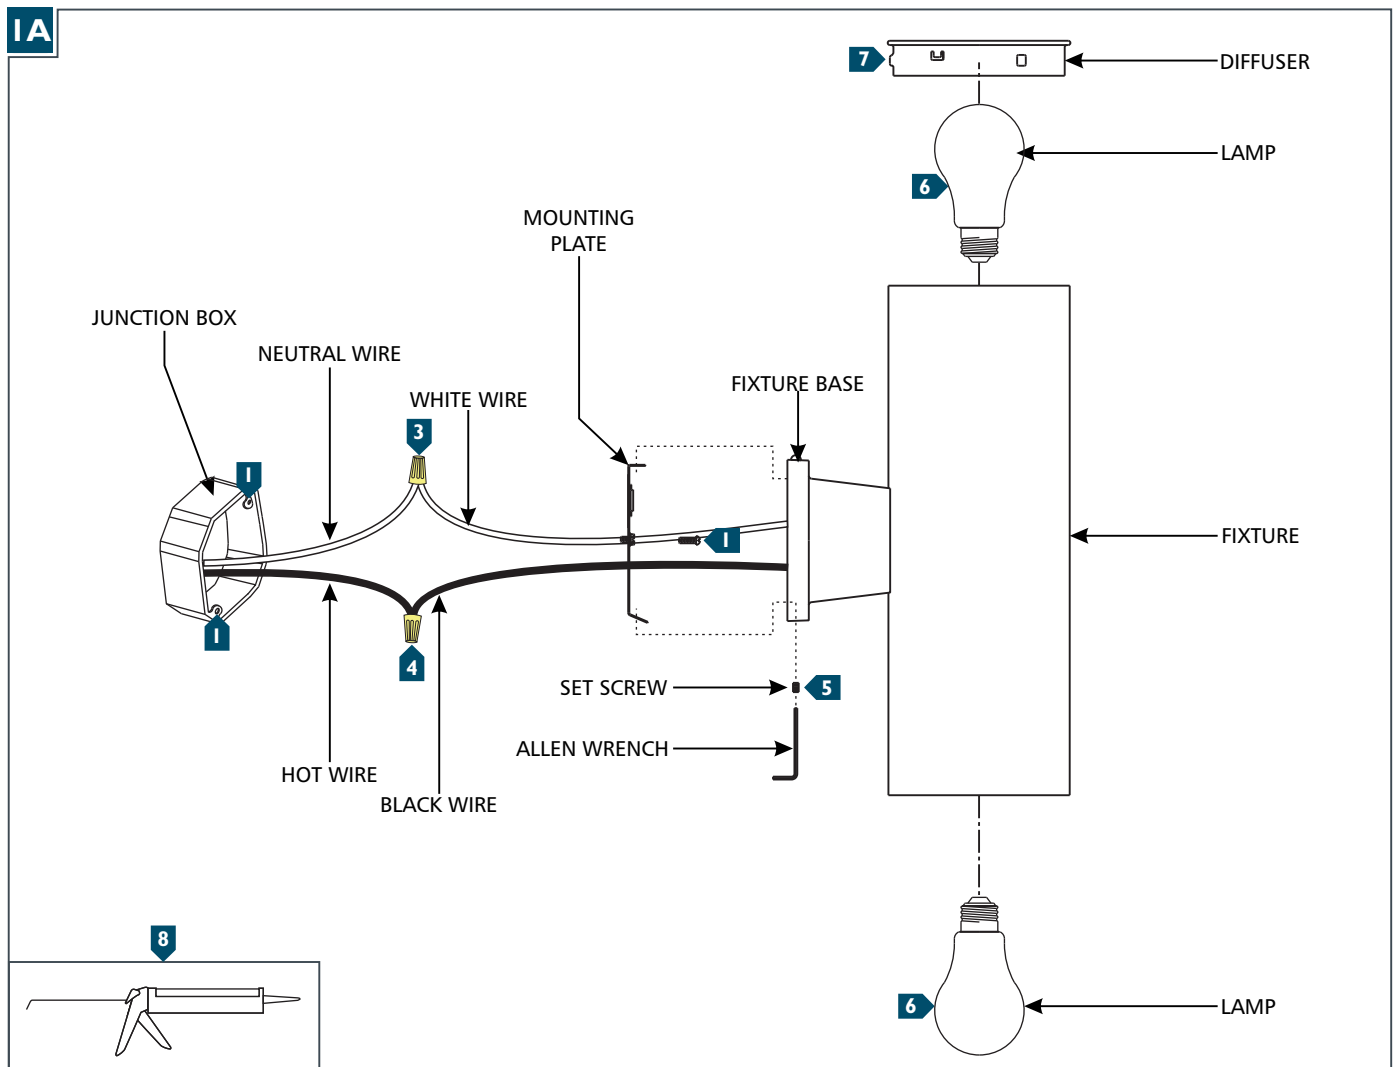 1A
7
DIFFUSER
LAMP
6
MOUNTING
PLATE
JUNCTION BOX
NEUTRAL WIRE
FIXTURE BASE
WHITE WIRE
3
1
1
FIXTURE
1
4
SET SCREW
5
ALLEN WRENCH
HOT WIRE
BLACK WIRE
8
6
LAMP